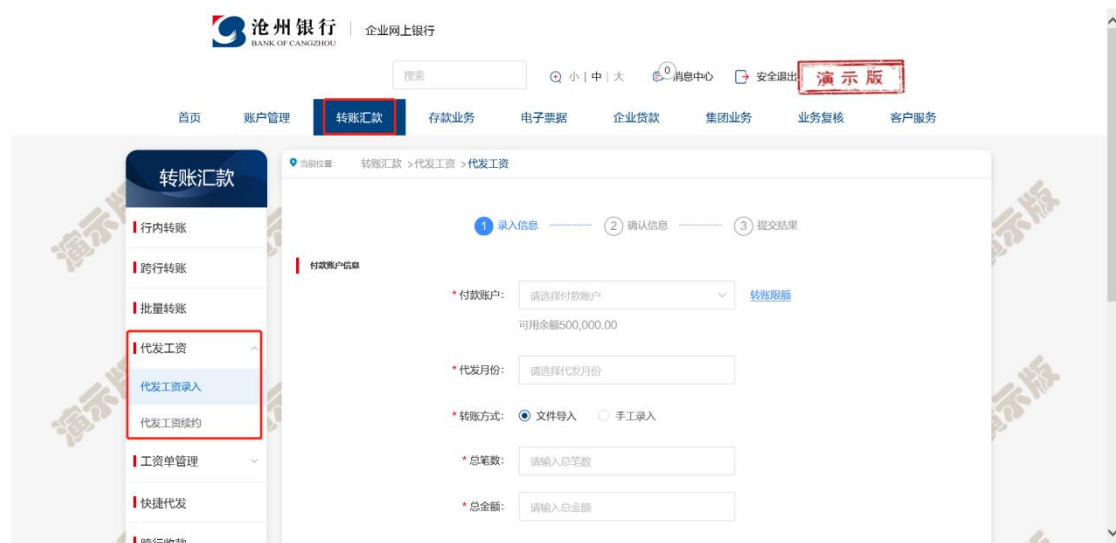 沧州银行 企业网上银行
BANK OF CANGZHOU
搜索 小 | 中 | 大 0 消息中心 安全退出 演示版
首页 账户管理 转账汇款 存款业务 电子票据 企业贷款 集团业务 业务复核 客户服务
转账汇款
行内转账
跨行转账
批量转账
代发工资
代发工资录入
代发工资续约
工资单管理
快捷代发
跨行收款
当前位置: 转账汇款 >代发工资 >代发工资
1 录入信息 2 确认信息 3 提交结果
付款账户信息
* 付款账户: 请选择付款账户 转账限额
可用余额500,000.00
* 代发月份: 请选择代发月份
* 转账方式: 文件导入 手工录入
* 总笔数: 请输入总笔数
* 总金额: 请输入总金额
演示版
演示版
演示版
演示版